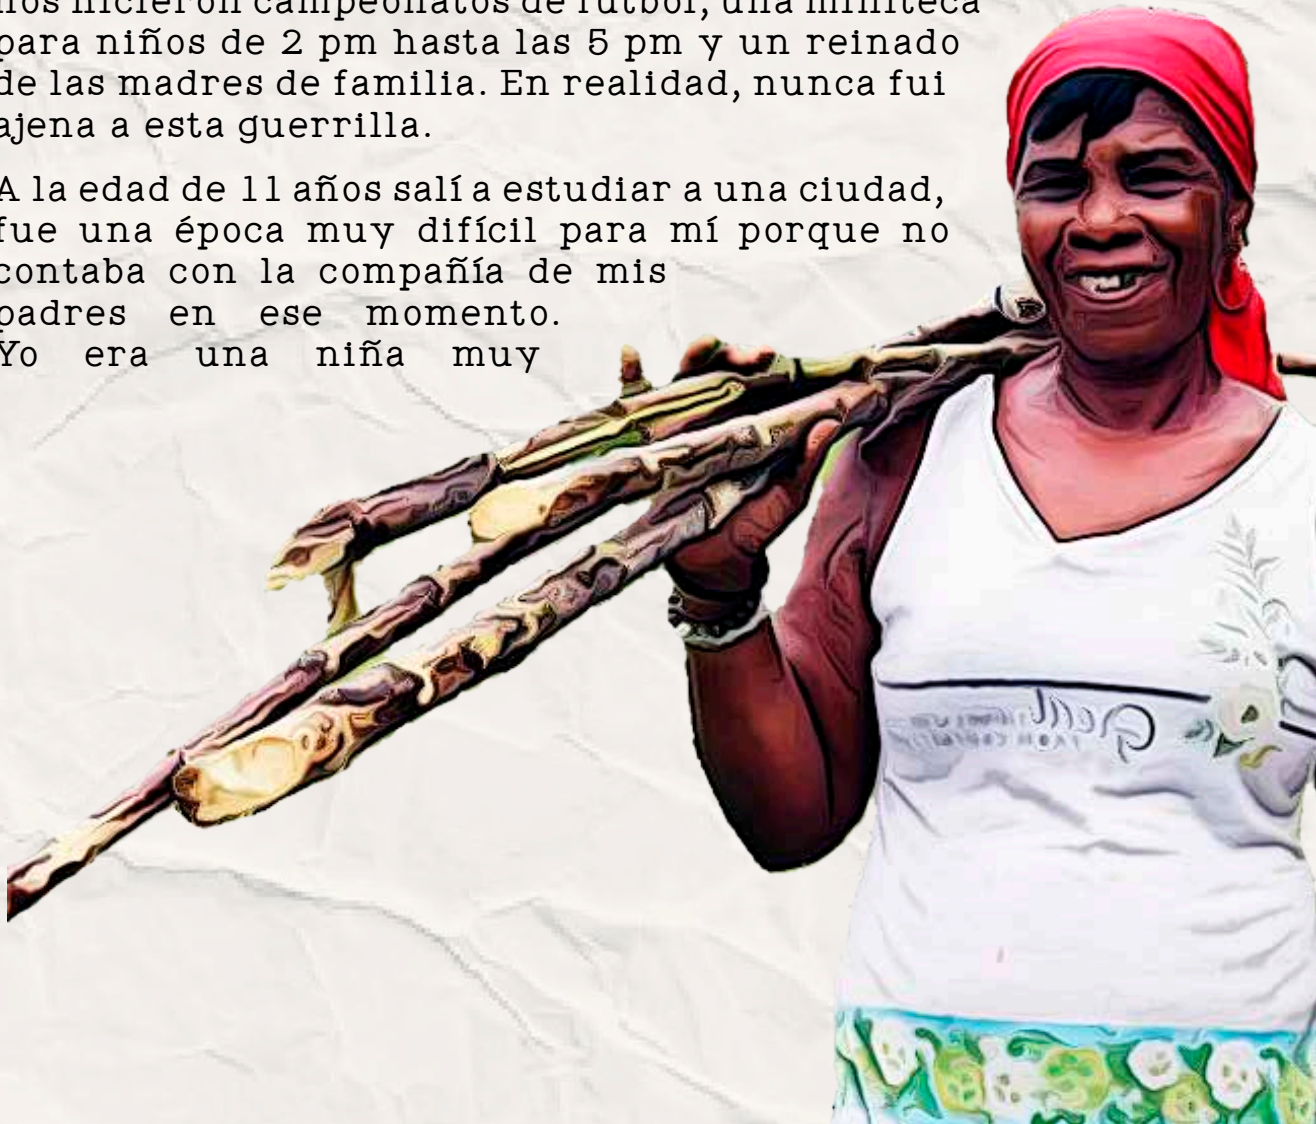 nos hicieron campeonatos de fútbol, una miniteca
para niños de 2 pm hasta las 5 pm y un reinado
de las madres de familia. En realidad, nunca fui
ajena a esta guerrilla.
A la edad de 11 años salí a estudiar a una ciudad,
fue una época muy difícil para mí porque no
contaba con la compañía de mis
padres en ese momento.
Yo era una niña muy